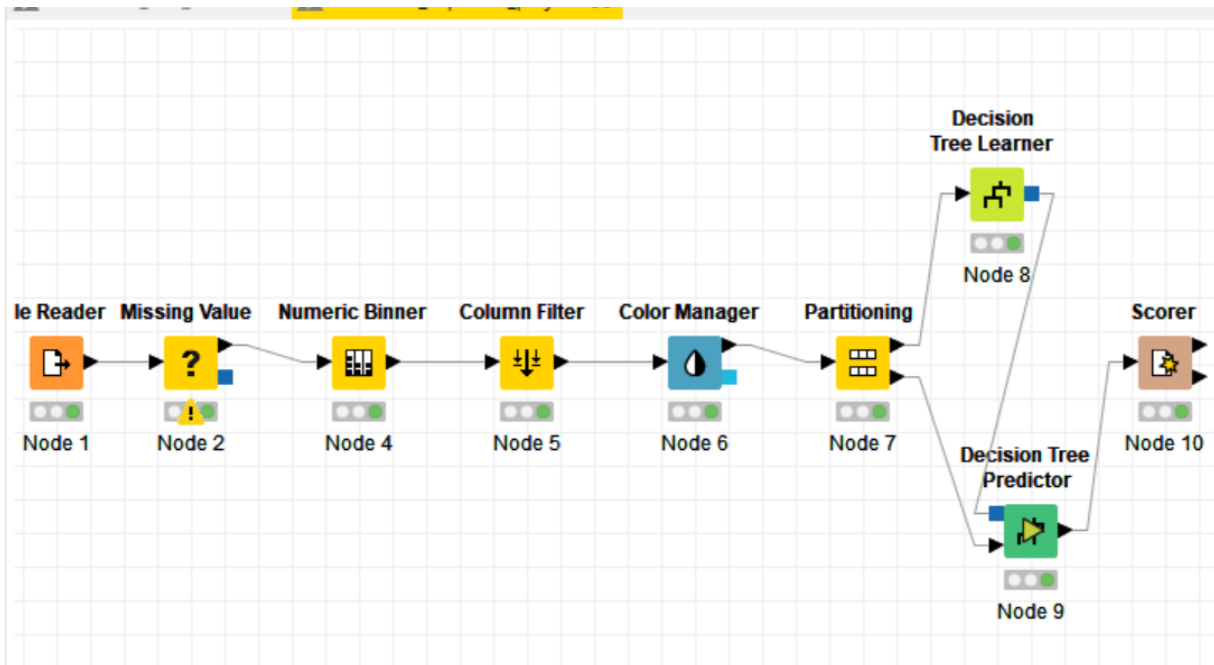 Decision
Tree Learner
Node 8
le Reader Missing Value Numeric Binner Column Filter Color Manager Partitioning Scorer
?
Node 1 Node 2 Node 4 Node 5 Node 6 Node 7 Node 10
Decision Tree
Predictor
Node 9